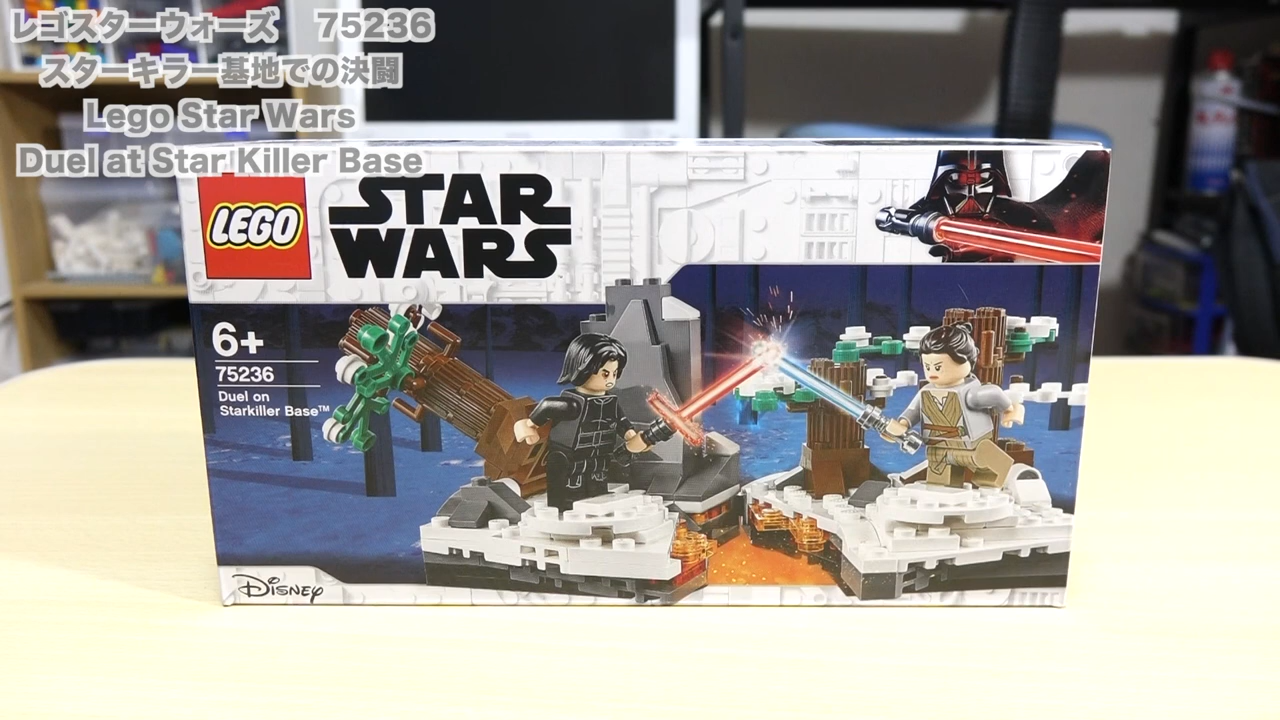 レゴスターウォーズ　75236
スターキラー基地での決闘
Lego Star Wars
Duel at Star Killer Base
LEGO
STAR
WARS
6+
75236
Duel on
Starkiller Base™
Disney